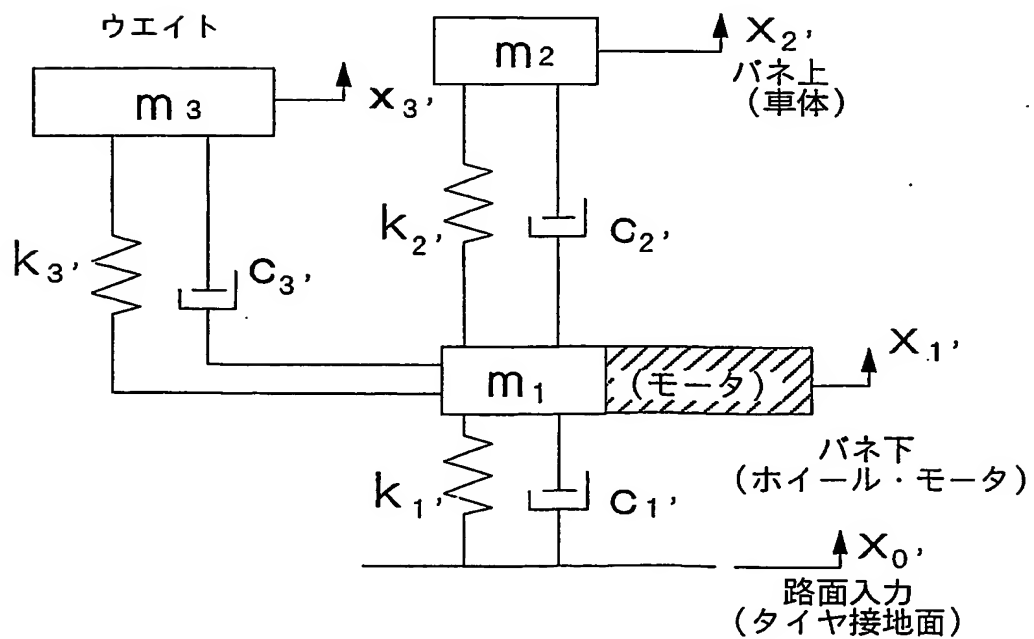 ウエイト
m3
x3,
m2
X2,
バネ上
(車体)
k3,
c3,
k2,
c2,
m1
(モータ)
X1,
バネ下
(ホイール・モータ)
k1,
c1,
X0,
路面入力
(タイヤ接地面)